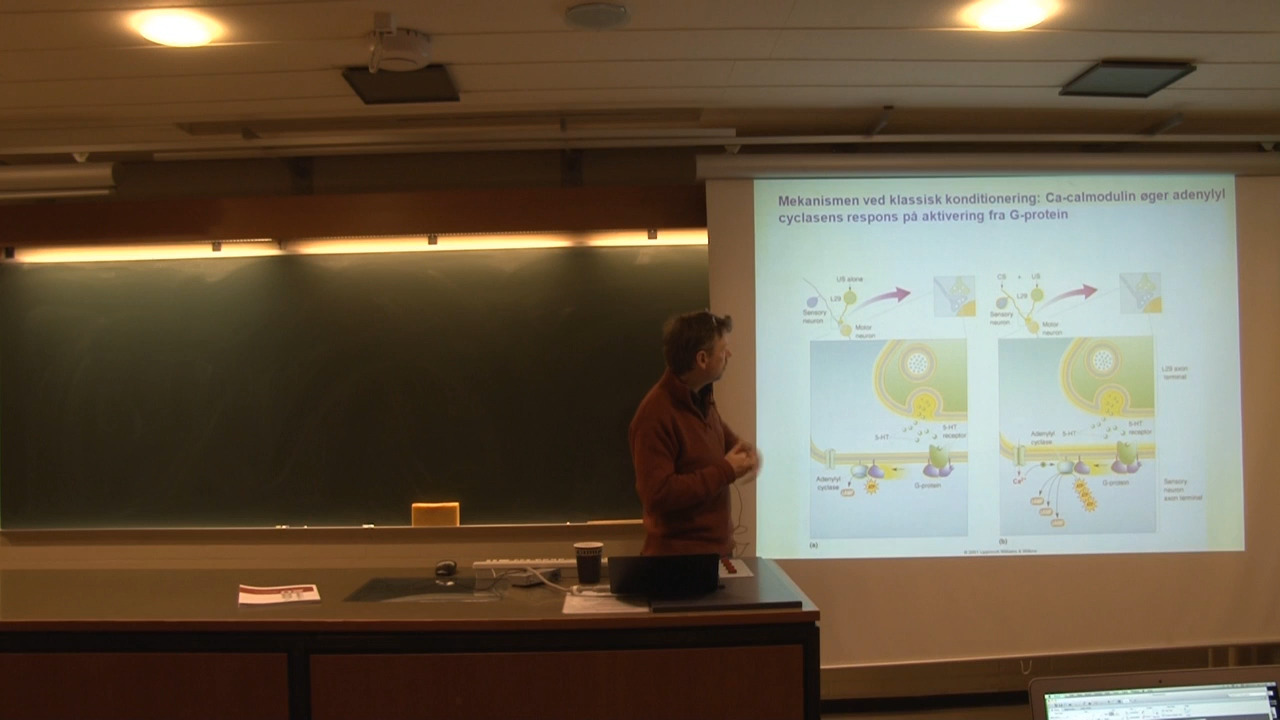 Mekanismen ved klassisk konditionering: Ca-calmodulin øger adenylyl
cyclasens respons på aktivering fra G-protein
US alone
L29
Sensory
neuron
Motor
neuron
CS + US
L29
Sensory
neuron
Motor
neuron
5-HT
5-HT
receptor
Adenylyl
cyclase
G-protein
(a)
Adenylyl
cyclase
5-HT
5-HT
receptor
G-protein
Ca²⁺
(b)
L29 axon
terminal
Sensory
neuron
axon terminal